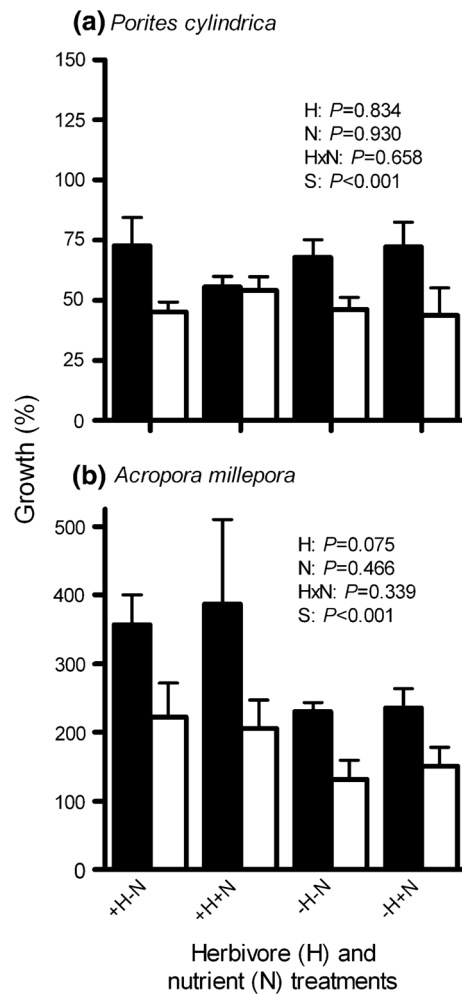 (a) Porites cylindrica
150
125
100
75
50
25
0
H: P=0.834
N: P=0.930
HxN: P=0.658
S: P<0.001
Growth (%)
(b) Acropora millepora
500
400
300
200
100
0
H: P=0.075
N: P=0.466
HxN: P=0.339
S: P<0.001
+H-N
+H+N
-H-N
-H+N
Herbivore (H) and
nutrient (N) treatments